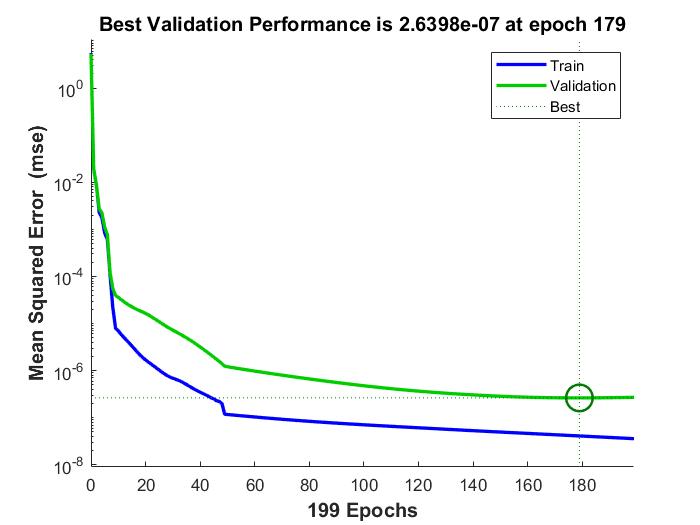 Best Validation Performance is 2.6398e-07 at epoch 179
Train
Validation
Best
Mean Squared Error (mse)
10^0
10^-2
10^-4
10^-6
10^-8
0 20 40 60 80 100 120 140 160 180
199 Epochs